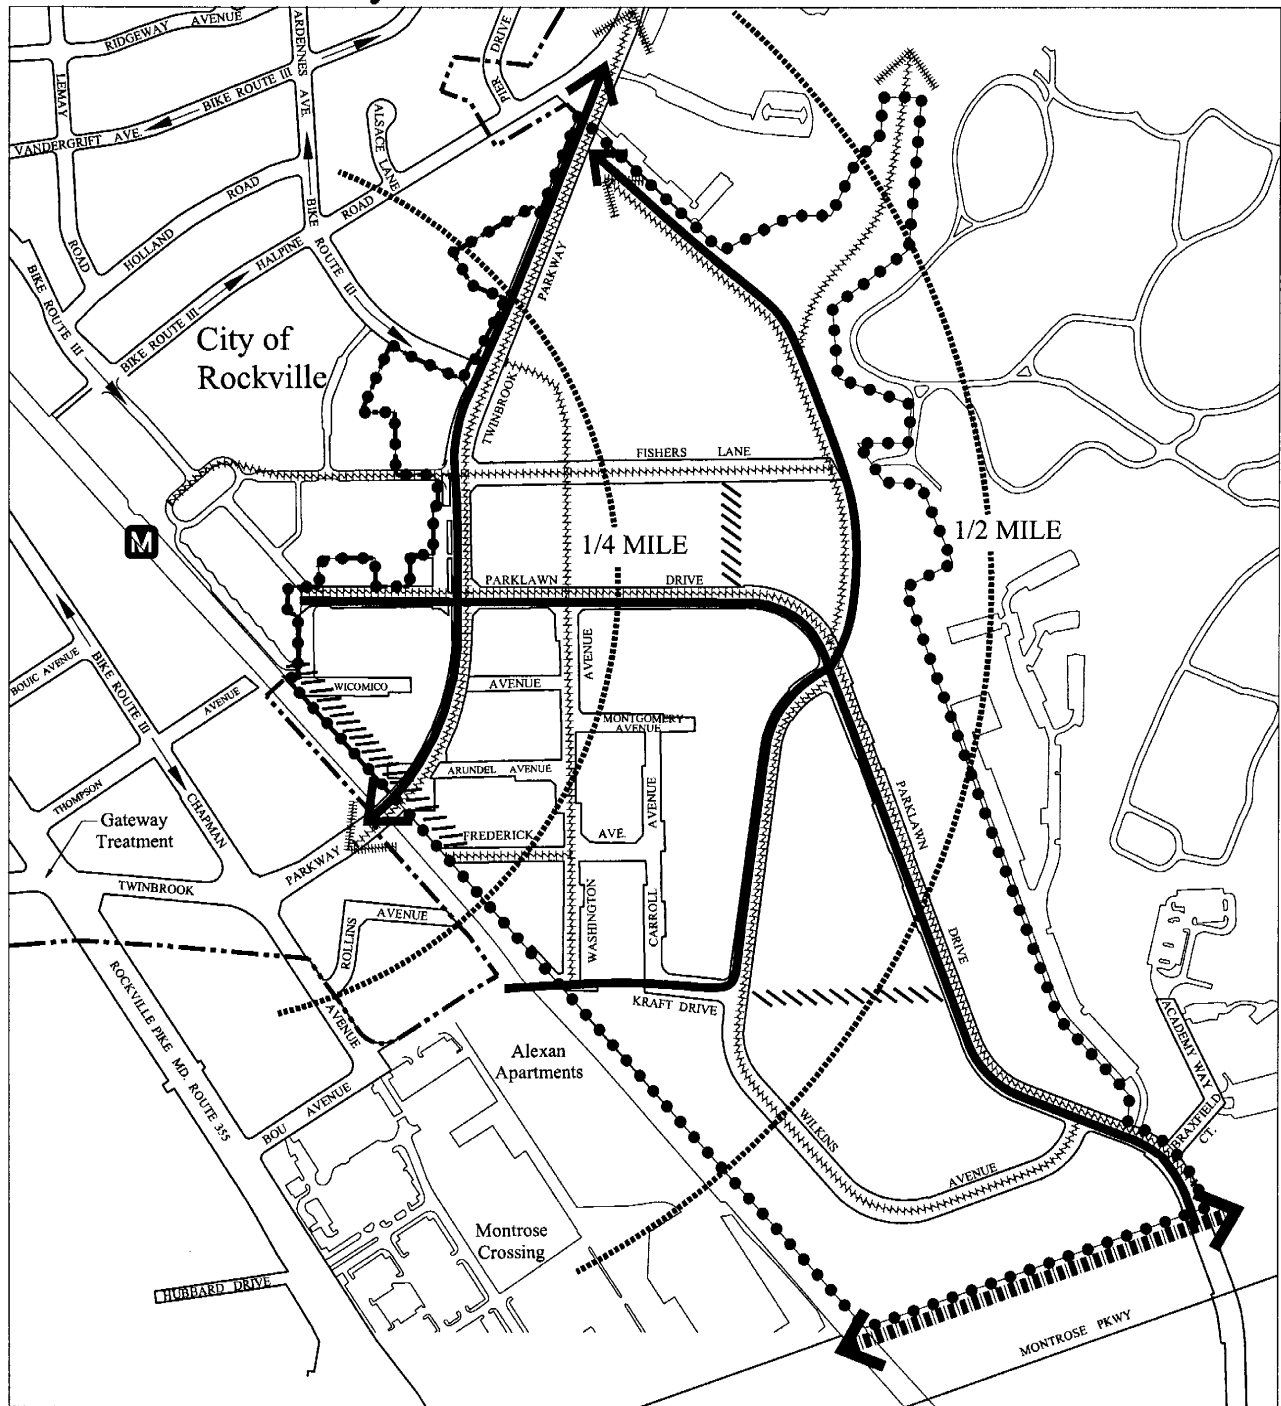 RIDGEWAY AVENUE
ARDENNES AVE.
PIER DRIVE
LEMAY
ROAD
BIKE ROUTE III
VANDERGRIFT AVE.
ALSACE LANE
HOLLAND ROAD
HALPINE ROAD
BIKE ROUTE III
BIKE ROUTE III
BIKE ROUTE III
PARKWAY
TWINBROOK
City of
Rockville
FISHERS LANE
M
1/4 MILE
1/2 MILE
PARKLAWN DRIVE
BOUIC AVENUE
BIKE ROUTE III
AVENUE
WICOMICO
AVENUE
AVENUE
MONTGOMERY
AVENUE
THOMPSON
CHAPMAN
ARUNDEL AVENUE
AVENUE
PARKLAWN
DRIVE
Gateway
Treatment
PARKWAY
FREDERICK AVE.
TWINBROOK
ROLLINS AVENUE
WASHINGTON
CARROLL
KRAFT DRIVE
ROCKVILLE PIKE MD. ROUTE 355
AVENUE
ACADEMY WAY
Alexan
Apartments
BOU AVENUE
WILKINS
AVENUE
BRAXFIELD
CT.
Montrose
Crossing
HUBBARD DRIVE
MONTROSE PKWY